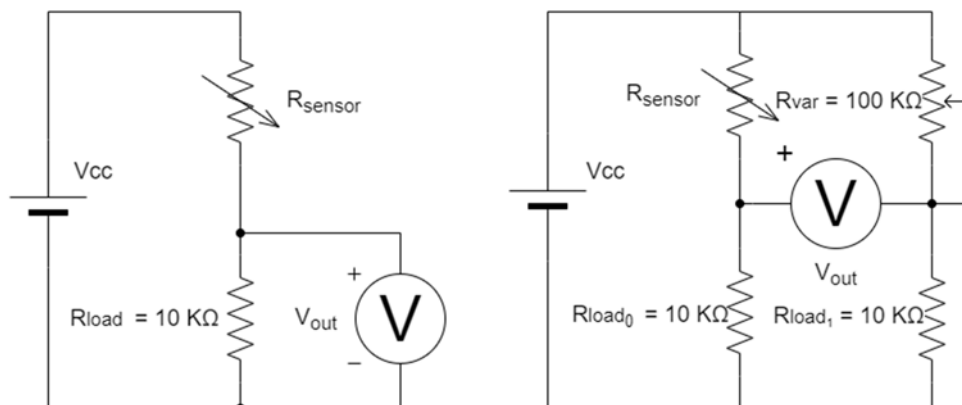 Rsensor
Vcc
+
Rload = 10 KΩ
Vout
V
−
Rsensor
Rvar = 100 KΩ
+
Vcc
V
Vout
Rload₀ = 10 KΩ
Rload₁ = 10 KΩ